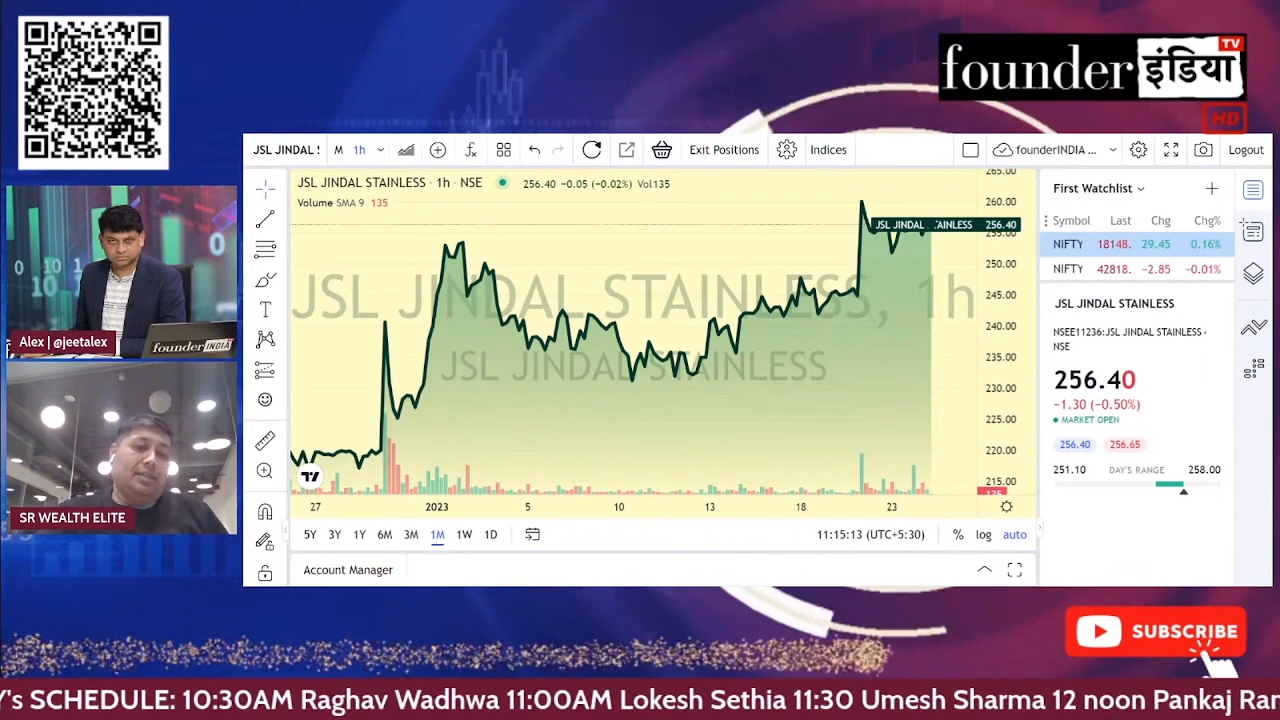 founder इंडिया TV
HD
JSL JINDAL S
M 1h
Exit Positions
Indices
founderINDIA ...
Logout
JSL JINDAL STAINLESS · 1h · NSE
256.40 -0.05 (-0.02%) Vol135
Volume SMA 9 135
JSL JINDAL STAINLESS, 1h
JSL JINDAL STAINLESS
JSL JINDAL STAINLESS 256.40
265.00
260.00
255.00
250.00
245.00
240.00
235.00
230.00
225.00
220.00
215.00
135
27 2023 5 10 13 18 23
5Y 3Y 1Y 6M 3M 1M 1W 1D
11:15:13 (UTC+5:30) % log auto
Account Manager
First Watchlist
Symbol Last Chg Chg%
NIFTY 18148. 29.45 0.16%
NIFTY 42818. -2.85 -0.01%
JSL JINDAL STAINLESS
NSEE11236:JSL JINDAL STAINLESS •
NSE
256.40
-1.30 (-0.50%)
MARKET OPEN
256.40 256.65
251.10 DAY'S RANGE 258.00
Alex | @jeetalex
founder INDIA
SR WEALTH ELITE
SUBSCRIBE
Y's SCHEDULE: 10:30AM Raghav Wadhwa 11:00AM Lokesh Sethia 11:30 Umesh Sharma 12 noon Pankaj Ran